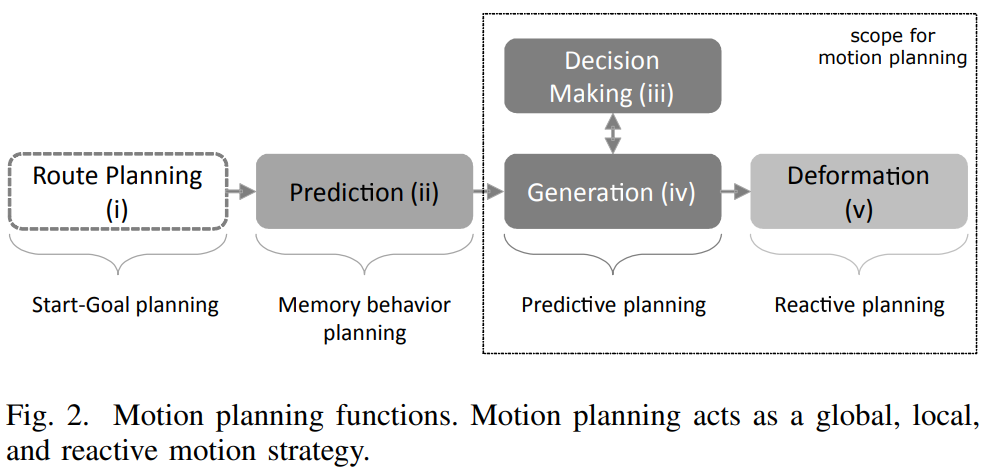 scope for
motion planning
Decision
Making (iii)
Route Planning
(i)
Prediction (ii)
Generation (iv)
Deformation
(v)
Start-Goal planning
Memory behavior
planning
Predictive planning
Reactive planning
Fig. 2. Motion planning functions. Motion planning acts as a global, local,
and reactive motion strategy.